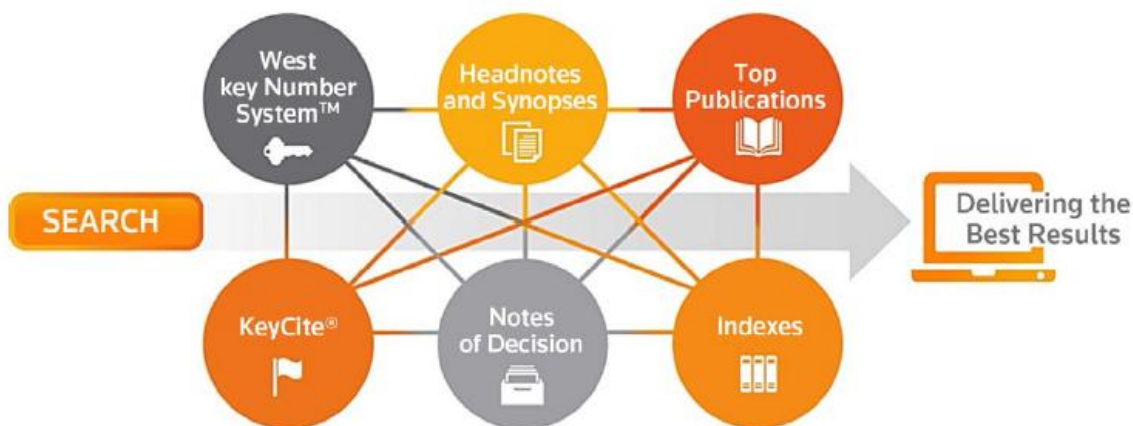 West
key Number
System™
Headnotes
and Synopses
Top
Publications
SEARCH
Delivering the
Best Results
KeyCite®
Notes
of Decision
Indexes